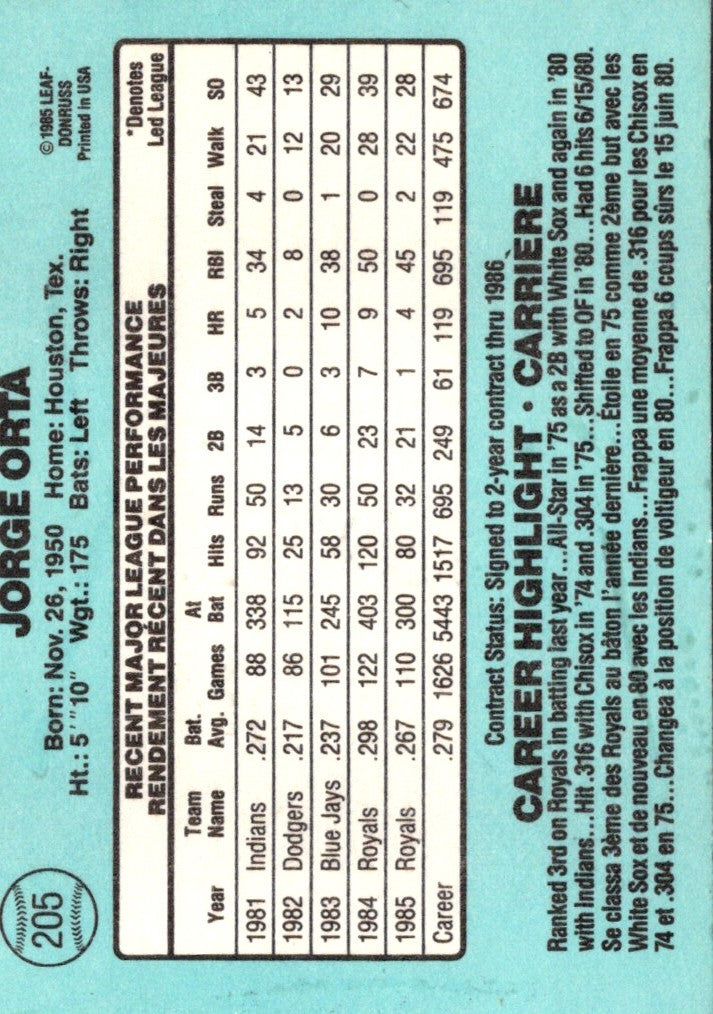 205
JORGE ORTA
© 1985 LEAF-
DONRUSS
Printed in USA
Born: Nov. 26, 1950 Home: Houston, Tex.
Ht.: 5 ' "10" Wgt.: 175 Bats: Left Throws: Right
RECENT MAJOR LEAGUE PERFORMANCE
RENDEMENT RÉCENT DANS LES MAJEURES
*Denotes
Led League
Year Team Name Bat. Avg. Games At Bat Hits Runs 2B 3B HR RBI Steal Walk SO
1981 Indians .272 88 338 92 50 14 3 5 34 4 21 43
1982 Dodgers .217 86 115 25 13 5 0 2 8 0 12 13
1983 Blue Jays .237 101 245 58 30 6 3 10 38 1 20 29
1984 Royals .298 122 403 120 50 23 7 9 50 0 28 39
1985 Royals .267 110 300 80 32 21 1 4 45 2 22 28
Career .279 1626 5443 1517 695 249 61 119 695 119 475 674
Contract Status: Signed to 2-year contract thru 1986
CAREER HIGHLIGHT • CARRIÈRE
Ranked 3rd on Royals in batting last year...All-Star in '75 as a 2B with White Sox and again in '80
with Indians...Hit .316 with Chisox in '74 and .304 in '75...Shifted to OF in '80...Had 6 hits 6/15/80.
Se classa 3ème des Royals au bâton l'année dernière...Étoile en 75 comme 2ème but avec les
White Sox et de nouveau en 80 avec les Indians...Frappa une moyenne de .316 pour les Chisox en
74 et .304 en 75...Changea à la position de voltigeur en 80... Frappa 6 coups sûrs le 15 juin 80.